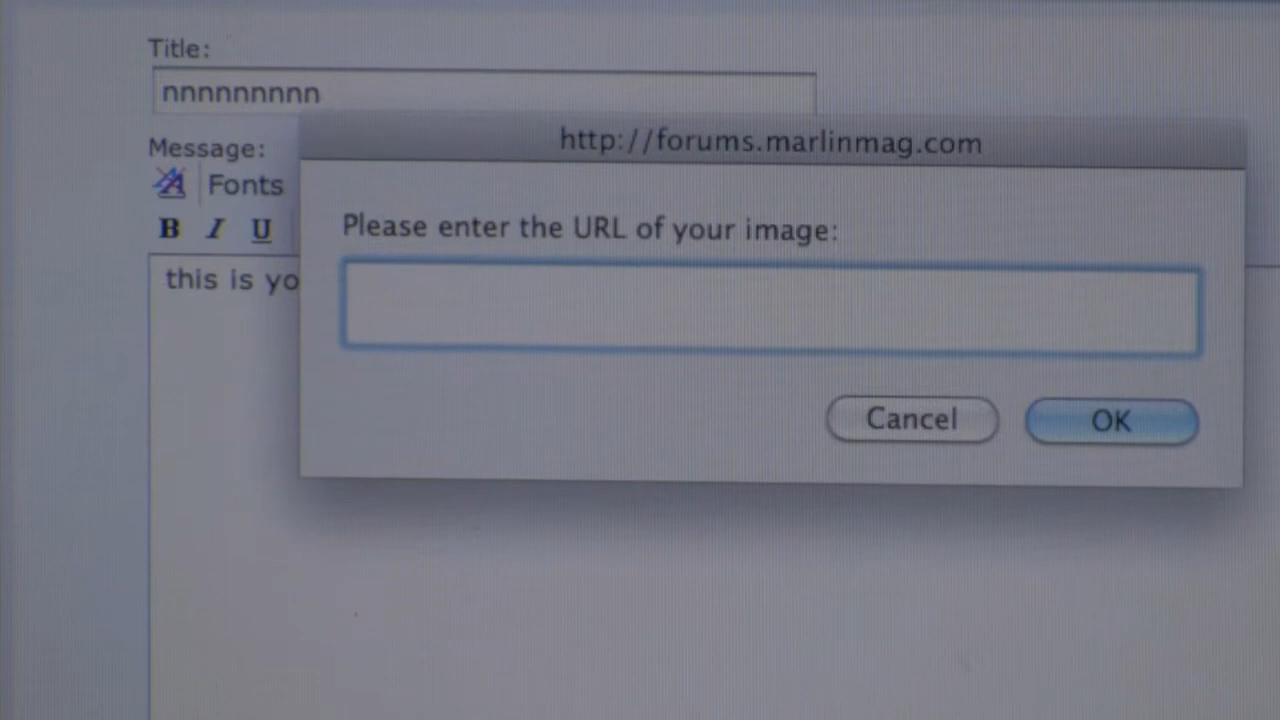 Title:
nnnnnnnnn
http://forums.marlinmag.com
Message:
Fonts
B I U
Please enter the URL of your image:
this is yo
Cancel OK